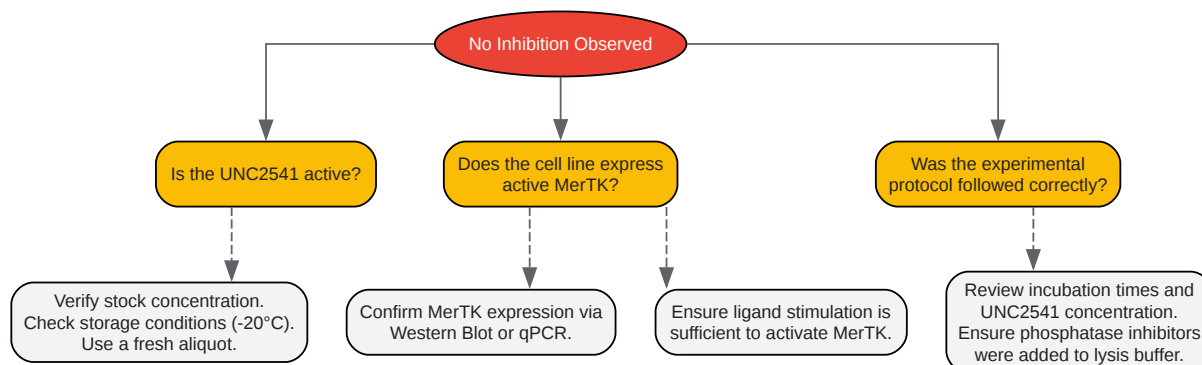 No Inhibition Observed
Is the UNC2541 active?
Does the cell line express
active MerTK?
Was the experimental
protocol followed correctly?
Verify stock concentration.
Check storage conditions (-20°C).
Use a fresh aliquot.
Confirm MerTK expression via
Western Blot or qPCR.
Ensure ligand stimulation is
sufficient to activate MerTK.
Review incubation times and
UNC2541 concentration.
Ensure phosphatase inhibitors
were added to lysis buffer.